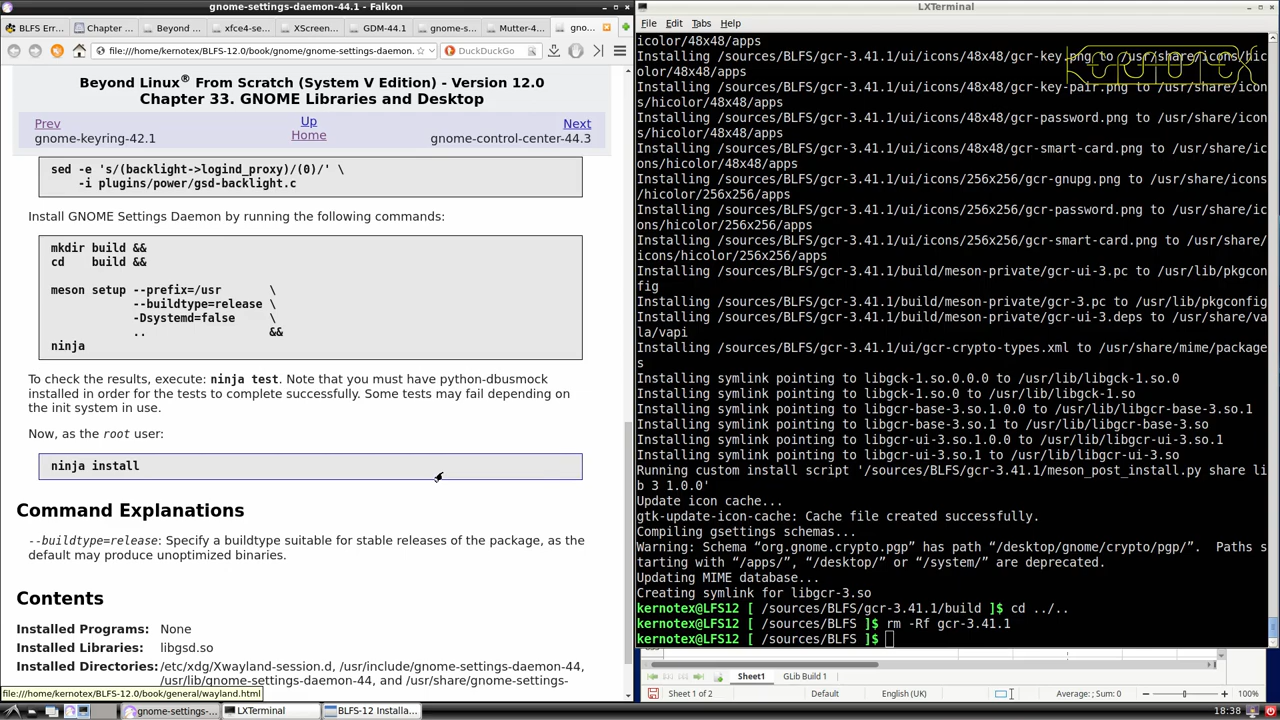 gnome-settings-daemon-44.1 - Falkon
BLFS Err...
Chapter ...
Beyond ...
xfce4-se...
XScreen...
GDM-44.1
gnome-s...
Mutter-4...
gno...
file:///home/kernotex/BLFS-12.0/book/gnome/gnome-settings-daemon.
DuckDuckGo
Beyond Linux® From Scratch (System V Edition) - Version 12.0
Chapter 33. GNOME Libraries and Desktop
Prev
Up
Next
gnome-keyring-42.1
Home
gnome-control-center-44.3
sed -e 's/(backlight->logind_proxy)/(0)/' \
-i plugins/power/gsd-backlight.c
Install GNOME Settings Daemon by running the following commands:
mkdir build &&
cd    build &&
meson setup --prefix=/usr       \
--buildtype=release \
-Dsystemd=false     \
..                  &&
ninja
To check the results, execute: ninja test. Note that you must have python-dbusmock
installed in order for the tests to complete successfully. Some tests may fail depending on
the init system in use.
Now, as the root user:
ninja install
Command Explanations
--buildtype=release: Specify a buildtype suitable for stable releases of the package, as the
default may produce unoptimized binaries.
Contents
Installed Programs: None
Installed Libraries: libgsd.so
Installed Directories: /etc/xdg/Xwayland-session.d, /usr/include/gnome-settings-daemon-44,
/usr/lib/gnome-settings-daemon-44, and /usr/share/gnome-settings-
file:///home/kernotex/BLFS-12.0/book/general/wayland.html
LXTerminal
File Edit Tabs Help
icolor/48x48/apps
Installing /sources/BLFS/gcr-3.41.1/ui/icons/48x48/gcr-key.png to /usr/share/icons/hic
olor/48x48/apps
Installing /sources/BLFS/gcr-3.41.1/ui/icons/48x48/gcr-key-pair.png to /usr/share/icon
s/hicolor/48x48/apps
Installing /sources/BLFS/gcr-3.41.1/ui/icons/48x48/gcr-password.png to /usr/share/icon
s/hicolor/48x48/apps
Installing /sources/BLFS/gcr-3.41.1/ui/icons/48x48/gcr-smart-card.png to /usr/share/ic
ons/hicolor/48x48/apps
Installing /sources/BLFS/gcr-3.41.1/ui/icons/256x256/gcr-gnupg.png to /usr/share/icons
/hicolor/256x256/apps
Installing /sources/BLFS/gcr-3.41.1/ui/icons/256x256/gcr-password.png to /usr/share/ic
ons/hicolor/256x256/apps
Installing /sources/BLFS/gcr-3.41.1/ui/icons/256x256/gcr-smart-card.png to /usr/share/
icons/hicolor/256x256/apps
Installing /sources/BLFS/gcr-3.41.1/build/meson-private/gcr-ui-3.pc to /usr/lib/pkgcon
fig
Installing /sources/BLFS/gcr-3.41.1/build/meson-private/gcr-3.pc to /usr/lib/pkgconfig
Installing /sources/BLFS/gcr-3.41.1/build/meson-private/gcr-ui-3.deps to /usr/share/va
la/vapi
Installing /sources/BLFS/gcr-3.41.1/ui/gcr-crypto-types.xml to /usr/share/mime/package
s
Installing symlink pointing to libgck-1.so.0.0.0 to /usr/lib/libgck-1.so.0
Installing symlink pointing to libgck-1.so.0 to /usr/lib/libgck-1.so
Installing symlink pointing to libgcr-base-3.so.1.0.0 to /usr/lib/libgcr-base-3.so.1
Installing symlink pointing to libgcr-base-3.so.1 to /usr/lib/libgcr-base-3.so
Installing symlink pointing to libgcr-ui-3.so.1.0.0 to /usr/lib/libgcr-ui-3.so.1
Installing symlink pointing to libgcr-ui-3.so.1 to /usr/lib/libgcr-ui-3.so
Running custom install script '/sources/BLFS/gcr-3.41.1/meson_post_install.py share li
b 3 1.0.0'
Update icon cache...
gtk-update-icon-cache: Cache file created successfully.
Compiling gsettings schemas...
Warning: Schema “org.gnome.crypto.pgp” has path “/desktop/gnome/crypto/pgp/”.  Paths s
tarting with “/apps/”, “/desktop/” or “/system/” are deprecated.
Updating MIME database...
Creating symlink for libgcr-3.so
kernotex@LFS12 [ /sources/BLFS/gcr-3.41.1/build ]$ cd ../..
kernotex@LFS12 [ /sources/BLFS ]$ rm -Rf gcr-3.41.1
kernotex@LFS12 [ /sources/BLFS ]$
Sheet1
GLib Build 1
Sheet 1 of 2
Default
English (UK)
Average: ; Sum: 0
100%
gnome-settings-...
LXTerminal
BLFS-12 Installa...
18:38